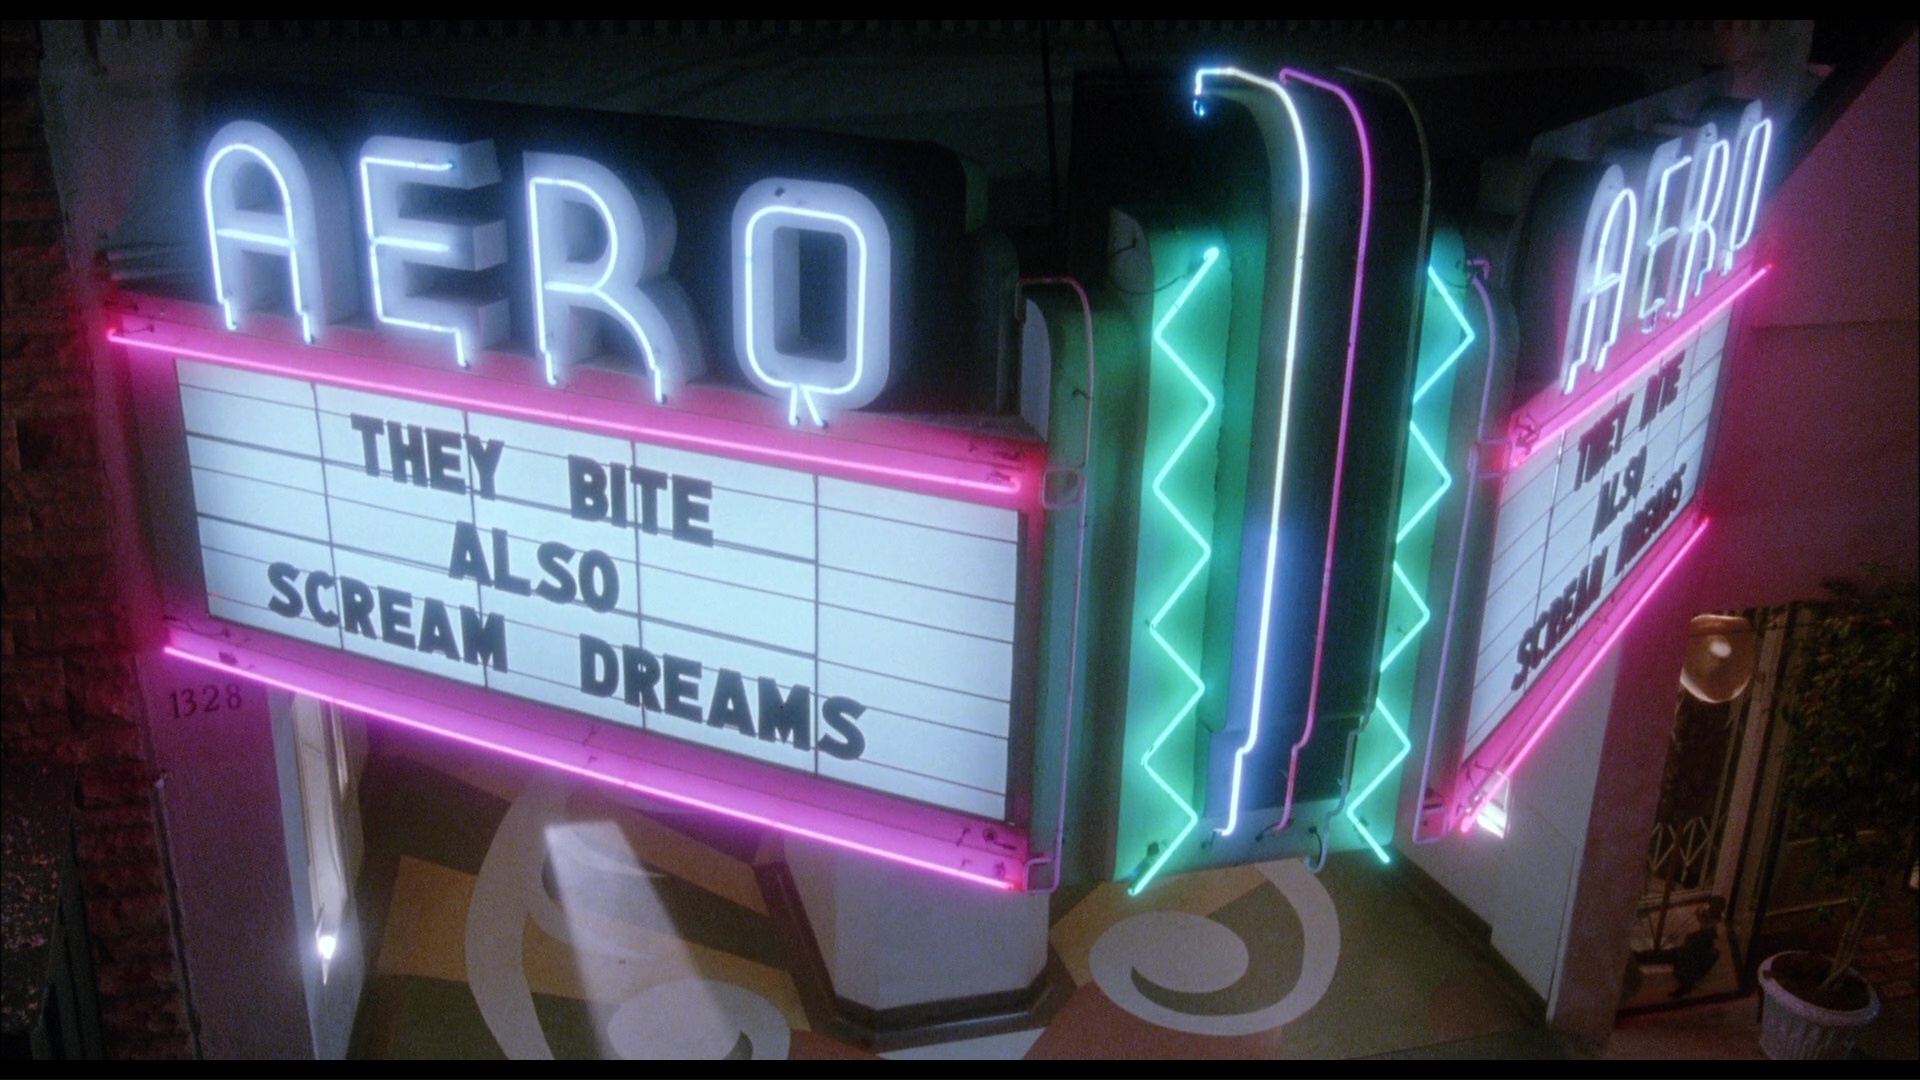 AERO
THEY BITE
ALSO
SCREAM DREAMS
1328
AERO
THEY BITE
ALSO
SCREAM DREAMS